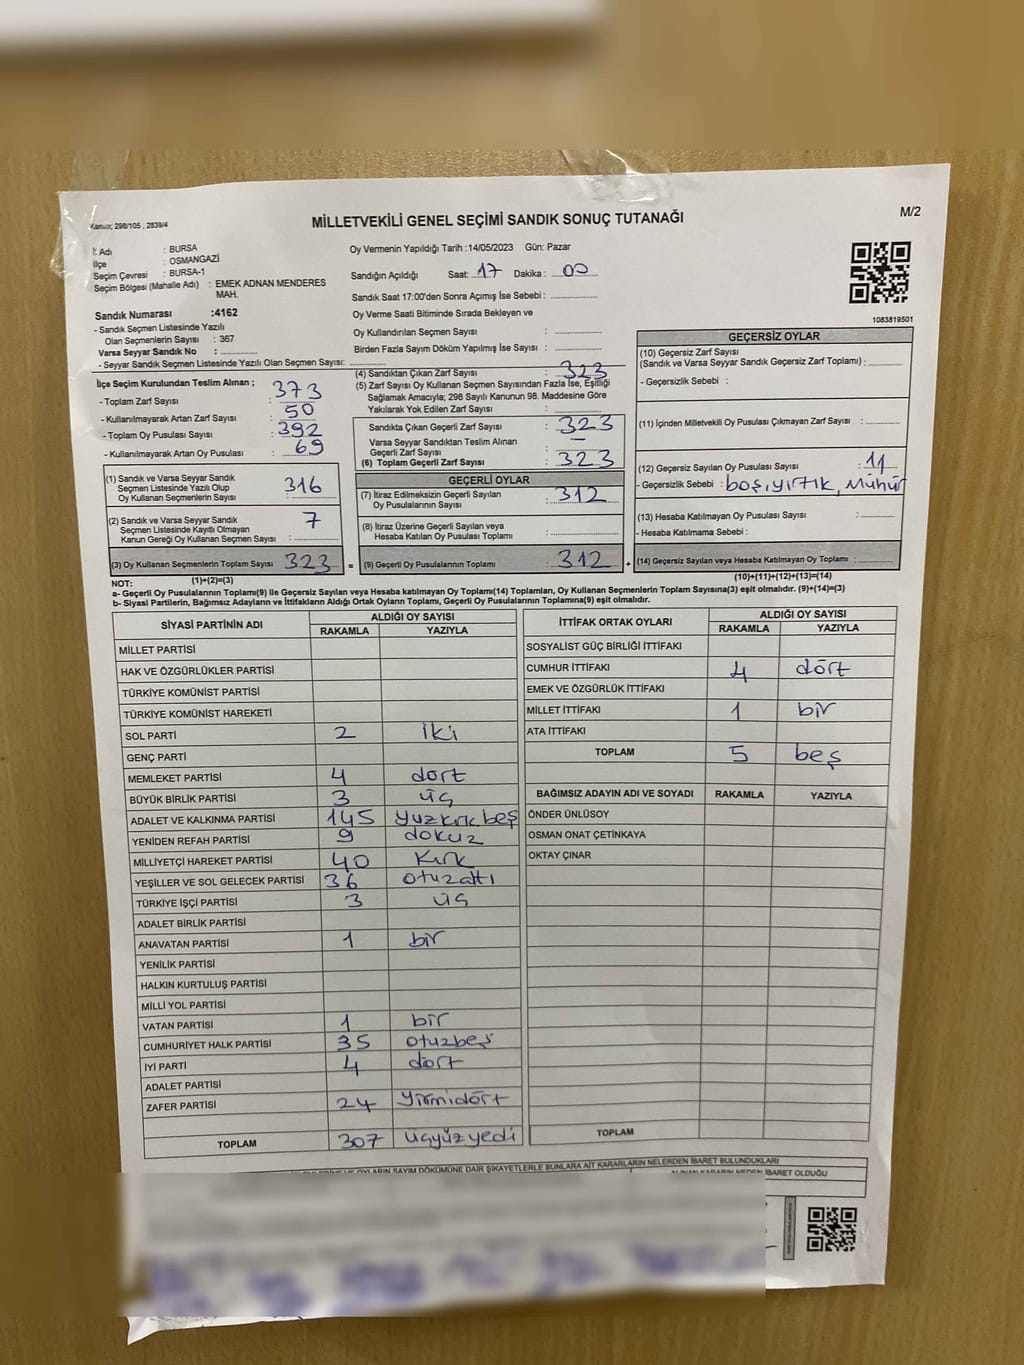 Kanun: 298/105 , 2839/4
MİLLETVEKİLİ GENEL SEÇİMİ SANDIK SONUÇ TUTANAĞI
M/2
İl Adı : BURSA
İlçe : OSMANGAZİ
Seçim Çevresi : BURSA-1
Seçim Bölgesi (Mahalle Adı) : EMEK ADNAN MENDERES
MAH.
Sandık Numarası :4162
- Sandık Seçmen Listesinde Yazılı
Olan Seçmenlerin Sayısı : 367
Varsa Seyyar Sandık No :
- Seyyar Sandık Seçmen Listesinde Yazılı Olan Seçmen Sayısı:
Oy Vermenin Yapıldığı Tarih :14/05/2023 Gün: Pazar
Sandığın Açıldığı Saat: 17 Dakika : 00
Sandık Saat 17:00'den Sonra Açımış İse Sebebi :
Oy Verme Saati Bitiminde Sırada Bekleyen ve
Oy Kullandırılan Seçmen Sayısı :
Birden Fazla Sayım Döküm Yapılmış İse Sayısı :
1083819501
İlçe Seçim Kurulundan Teslim Alınan ;
- Toplam Zarf Sayısı : 373
- Kullanılmayarak Artan Zarf Sayısı : 50
- Toplam Oy Pusulası Sayısı : 392
- Kullanılmayarak Artan Oy Pusulası : 69
(1) Sandık ve Varsa Seyyar Sandık
Seçmen Listesinde Yazılı Olup
Oy Kullanan Seçmenlerin Sayısı : 316
(2) Sandık ve Varsa Seyyar Sandık
Seçmen Listesinde Kayıtlı Olmayan
Kanun Gereği Oy Kullanan Seçmen Sayısı : 7
(3) Oy Kullanan Seçmenlerin Toplam Sayısı 323 =
(1)+(2)=(3)
(4) Sandıktan Çıkan Zarf Sayısı : 323
(5) Zarf Sayısı Oy Kullanan Seçmen Sayısından Fazla İse, Eşitliği
Sağlamak Amacıyla; 298 Sayılı Kanunun 98. Maddesine Göre
Yakılarak Yok Edilen Zarf Sayısı :
Sandıkta Çıkan Geçerli Zarf Sayısı : 323
Varsa Seyyar Sandıktan Teslim Alınan
Geçerli Zarf Sayısı : -
(6) Toplam Geçerli Zarf Sayısı : 323
GEÇERLİ OYLAR
(7) İtiraz Edilmeksizin Geçerli Sayılan
Oy Pusulalarının Sayısı : 312
(8) İtiraz Üzerine Geçerli Sayılan veya
Hesaba Katılan Oy Pusulası Toplamı :
(9) Geçerli Oy Pusulalarının Toplamı : 312 +
GEÇERSİZ OYLAR
(10) Geçersiz Zarf Sayısı
(Sandık ve Varsa Seyyar Sandık Geçersiz Zarf Toplamı) :
- Geçersizlik Sebebi :
(11) İçinden Milletvekili Oy Pusulası Çıkmayan Zarf Sayısı :
(12) Geçersiz Sayılan Oy Pusulası Sayısı : 11
- Geçersizlik Sebebi : boş, yırtık, Mühür
(13) Hesaba Katılmayan Oy Pusulası Sayısı :
- Hesaba Katılmama Sebebi :
(14) Geçersiz Sayılan veya Hesaba Katılmayan Oy Toplamı :
(10)+(11)+(12)+(13)=(14)
NOT:
a- Geçerli Oy Pusulasının Toplamı(9) ile Geçersiz Sayılan veya Hesaba katılmayan Oy Toplamı(14) Toplamları, Oy Kullanan Seçmenlerin Toplam Sayısına(3) eşit olmalıdır. (9)+(14)=(3)
b- Siyasi Partilerin, Bağımsız Adayların ve İttifakların Aldığı Ortak Oyların Toplamı, Geçerli Oy Pusulalarının Toplamına(9) eşit olmalıdır.
SİYASİ PARTİNİN ADI ALDIĞI OY SAYISI
RAKAMLA YAZIYLA
MİLLET PARTİSİ
HAK VE ÖZGÜRLÜKLER PARTİSİ
TÜRKİYE KOMÜNİST PARTİSİ
TÜRKİYE KOMÜNİST HAREKETİ
SOL PARTİ 2 iki
GENÇ PARTİ
MEMLEKET PARTİSİ 4 dört
BÜYÜK BİRLİK PARTİSİ 3 üç
ADALET VE KALKINMA PARTİSİ 145 yüzkırkbeş
YENİDEN REFAH PARTİSİ 9 dokuz
MİLLİYETÇİ HAREKET PARTİSİ 40 Kırk
YEŞİLLER VE SOL GELECEK PARTİSİ 36 otuzaltı
TÜRKİYE İŞÇİ PARTİSİ 3 üç
ADALET BİRLİK PARTİSİ
ANAVATAN PARTİSİ 1 bir
YENİLİK PARTİSİ
HALKIN KURTULUŞ PARTİSİ
MİLLİ YOL PARTİSİ
VATAN PARTİSİ 1 bir
CUMHURİYET HALK PARTİSİ 35 otuzbeş
İYİ PARTİ 4 dört
ADALET PARTİSİ
ZAFER PARTİSİ 24 yirmidört
TOPLAM 307 üçyüzyedi
İTTİFAK ORTAK OYLARI ALDIĞI OY SAYISI
RAKAMLA YAZIYLA
SOSYALİST GÜÇ BİRLİĞİ İTTİFAKI
CUMHUR İTTİFAKI 4 dört
EMEK VE ÖZGÜRLÜK İTTİFAKI
MİLLET İTTİFAKI 1 bir
ATA İTTİFAKI
TOPLAM 5 beş
BAĞIMSIZ ADAYIN ADI VE SOYADI RAKAMLA YAZIYLA
ÖNDER ÜNLÜSOY
OSMAN ONAT ÇETİNKAYA
OKTAY ÇINAR
TOPLAM
OYLARIN SAYIM DÖKÜMÜNE DAİR ŞİKAYETLERLE BUNLARA AİT KARARLARIN NELERDEN İBARET BULUNDUKLARI
ALINAN KARARIN NEDEN İBARET OLDUĞU